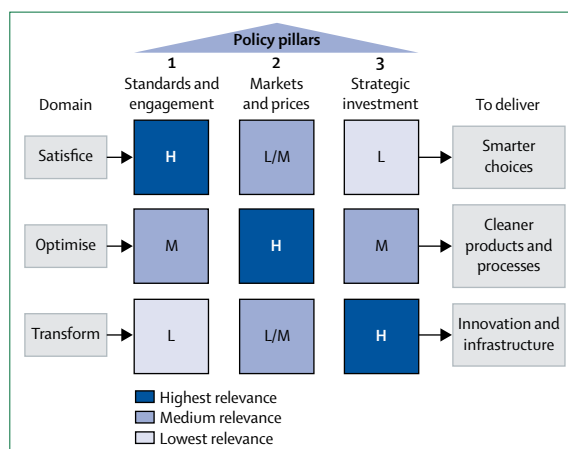 Policy pillars
1 2 3
Domain Standards and engagement Markets and prices Strategic investment To deliver
Satisfice H L/M L Smarter choices
Optimise M H M Cleaner products and processes
Transform L L/M H Innovation and infrastructure
Highest relevance
Medium relevance
Lowest relevance